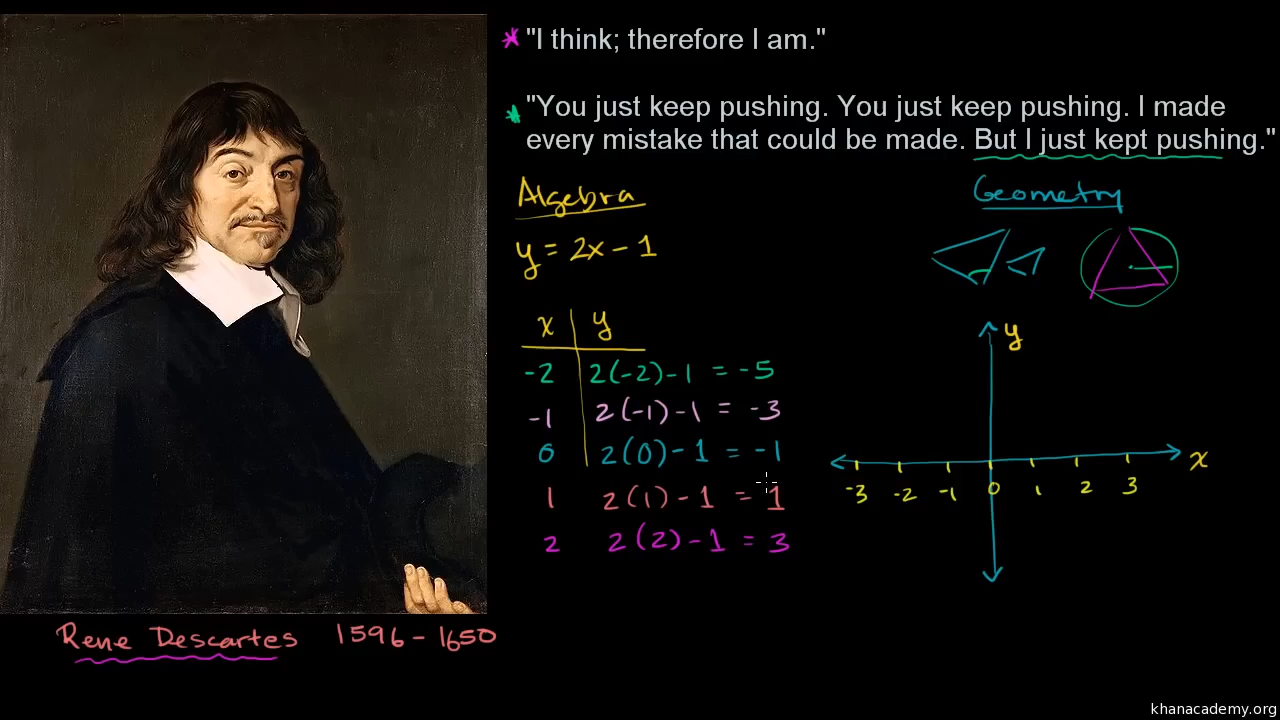 "I think; therefore I am."
"You just keep pushing. You just keep pushing. I made
every mistake that could be made. But I just kept pushing."
Algebra
Geometry
y = 2x - 1
x y
-2 2(-2)-1 = -5
-1 2(-1)-1 = -3
0 2(0)-1 = -1
1 2(1)-1 = 1
2 2(2)-1 = 3
y
x
-3 -2 -1 0 1 2 3
Rene Descartes 1596-1650
khanacademy.org